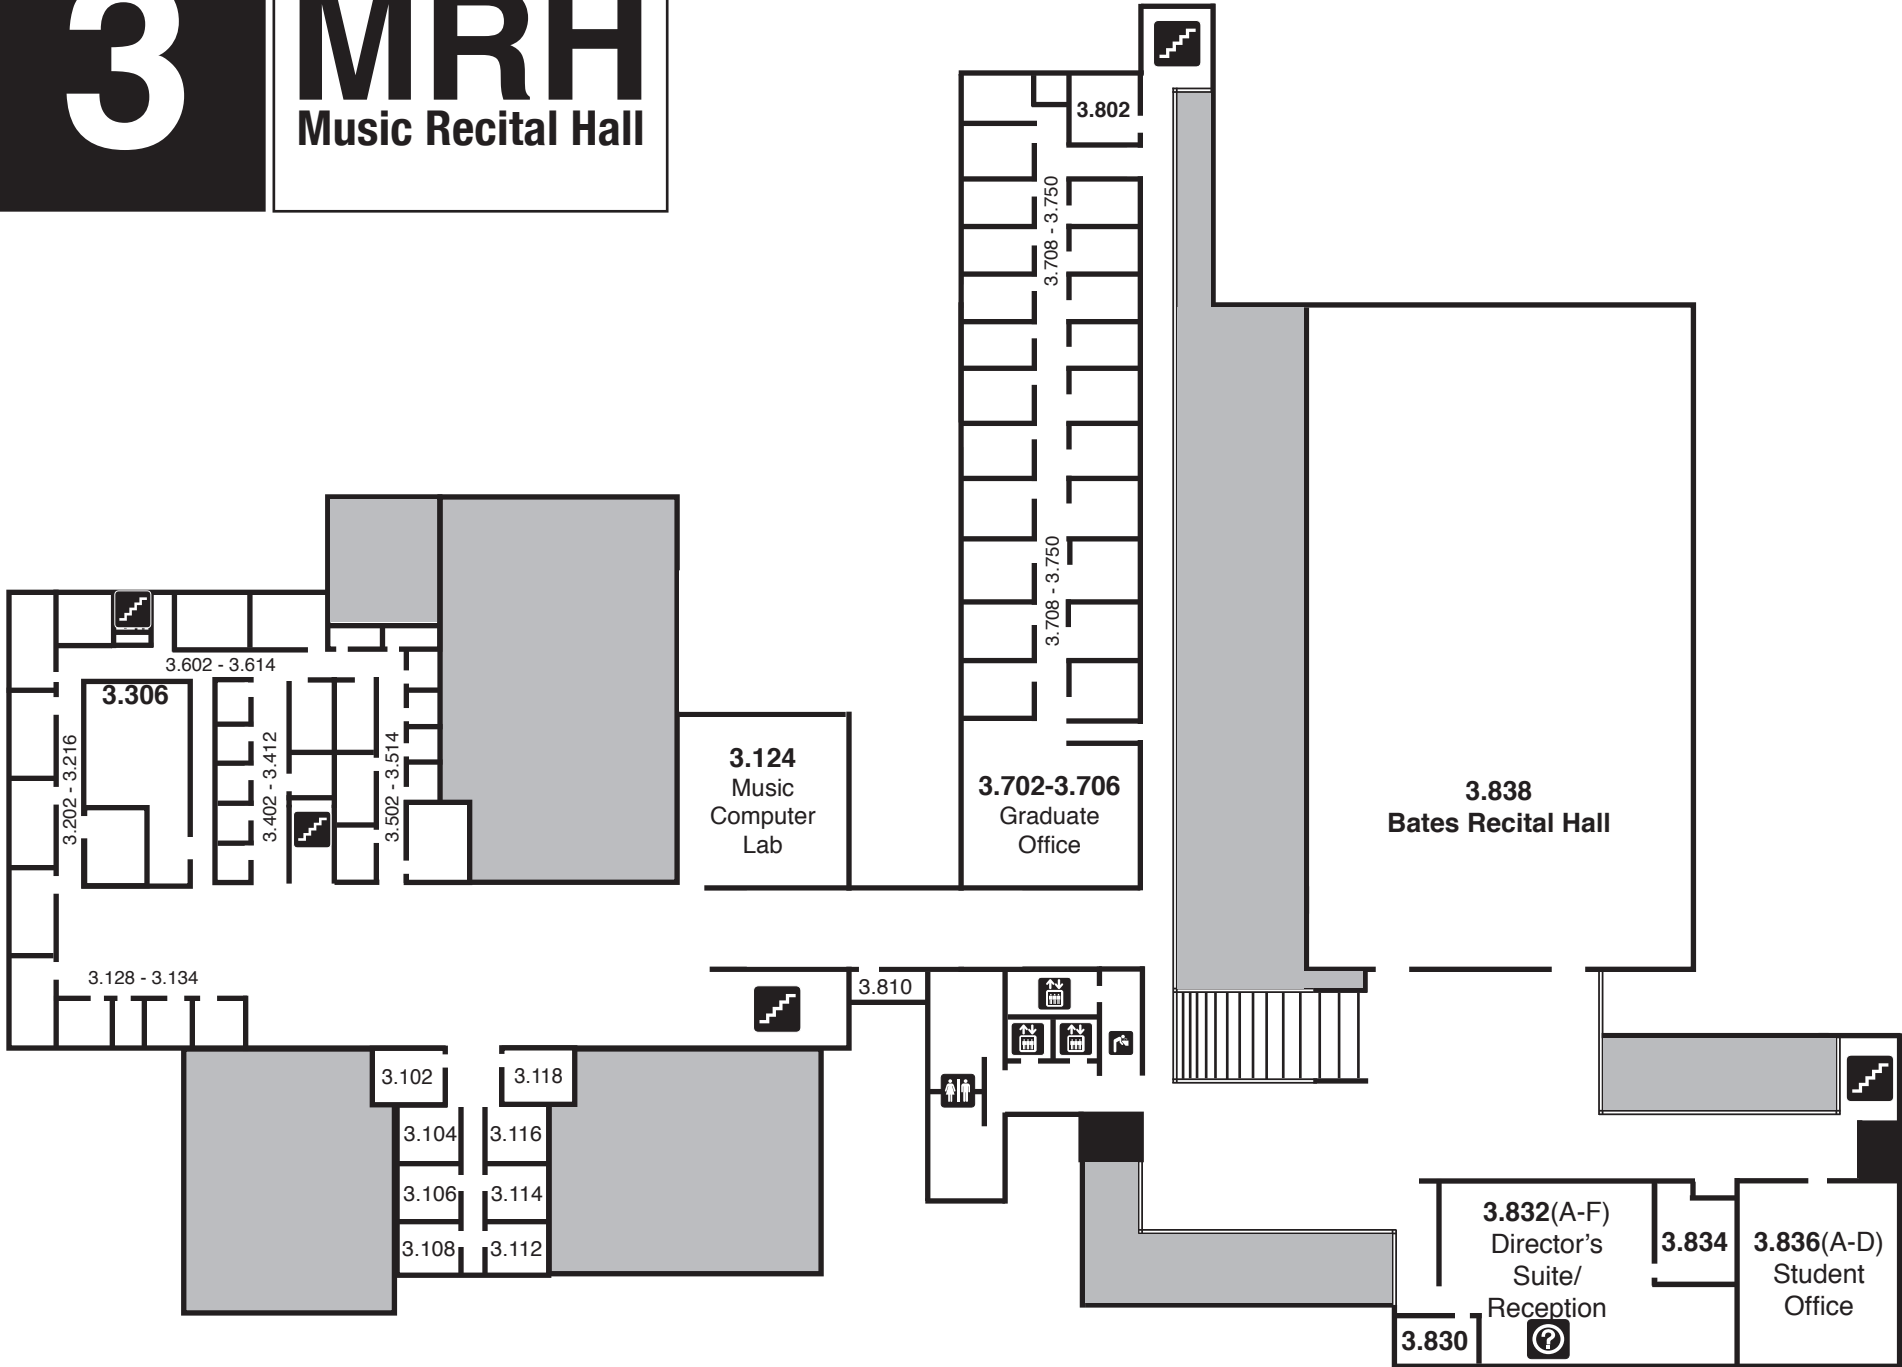 3
MRH
Music Recital Hall
3.802
3.708 - 3.750
3.708 - 3.750
3.602 - 3.614
3.306
3.202 - 3.216
3.402 - 3.412
3.502 - 3.514
3.124
Music
Computer
Lab
3.702-3.706
Graduate
Office
3.838
Bates Recital Hall
3.128 - 3.134
3.810
3.102
3.118
3.104
3.116
3.106
3.114
3.108
3.112
3.832(A-F)
Director's
Suite/
Reception
?
3.834
3.836(A-D)
Student
Office
3.830